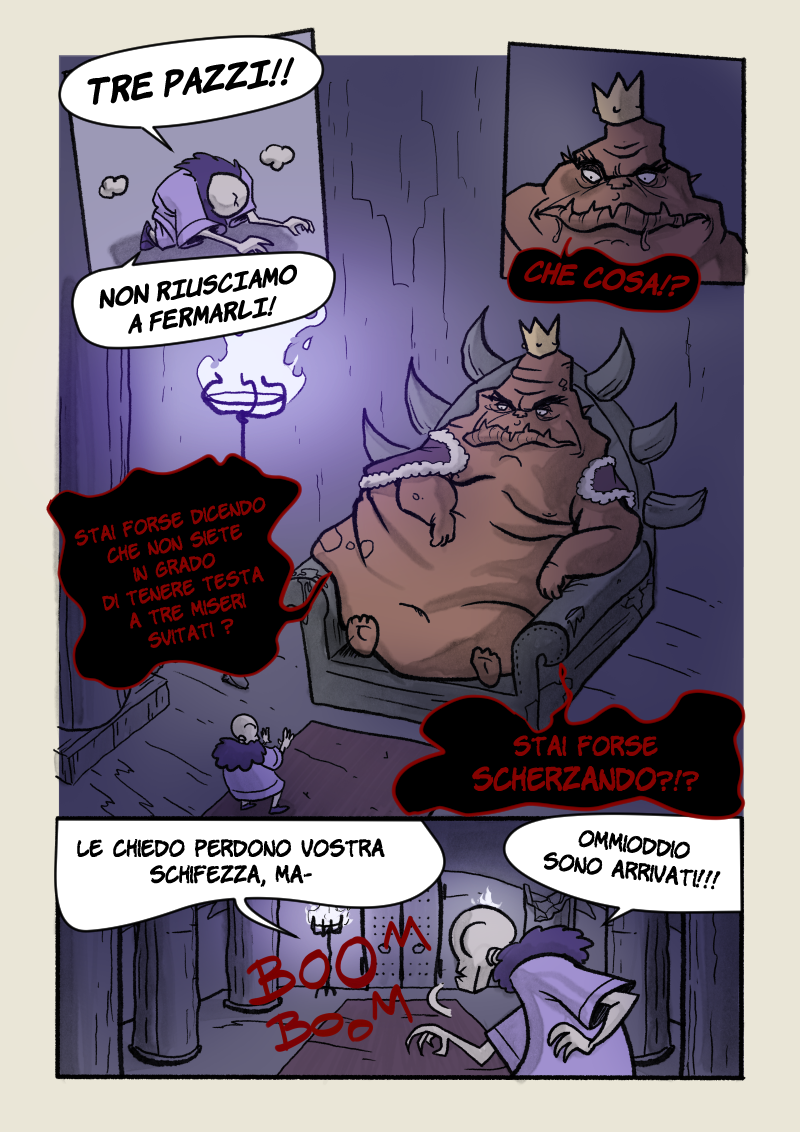 TRE PAZZI!!
NON RIUSCIAMO
A FERMARLI!
CHE COSA!?
STAI FORSE DICENDO
CHE NON SIETE
IN GRADO
DI TENERE TESTA
A TRE MISERI
SVITATI ?
STAI FORSE
SCHERZANDO?!?
LE CHIEDO PERDONO VOSTRA
SCHIFEZZA, MA-
OMMIODDIO
SONO ARRIVATI!!!
BOOM
BOOM